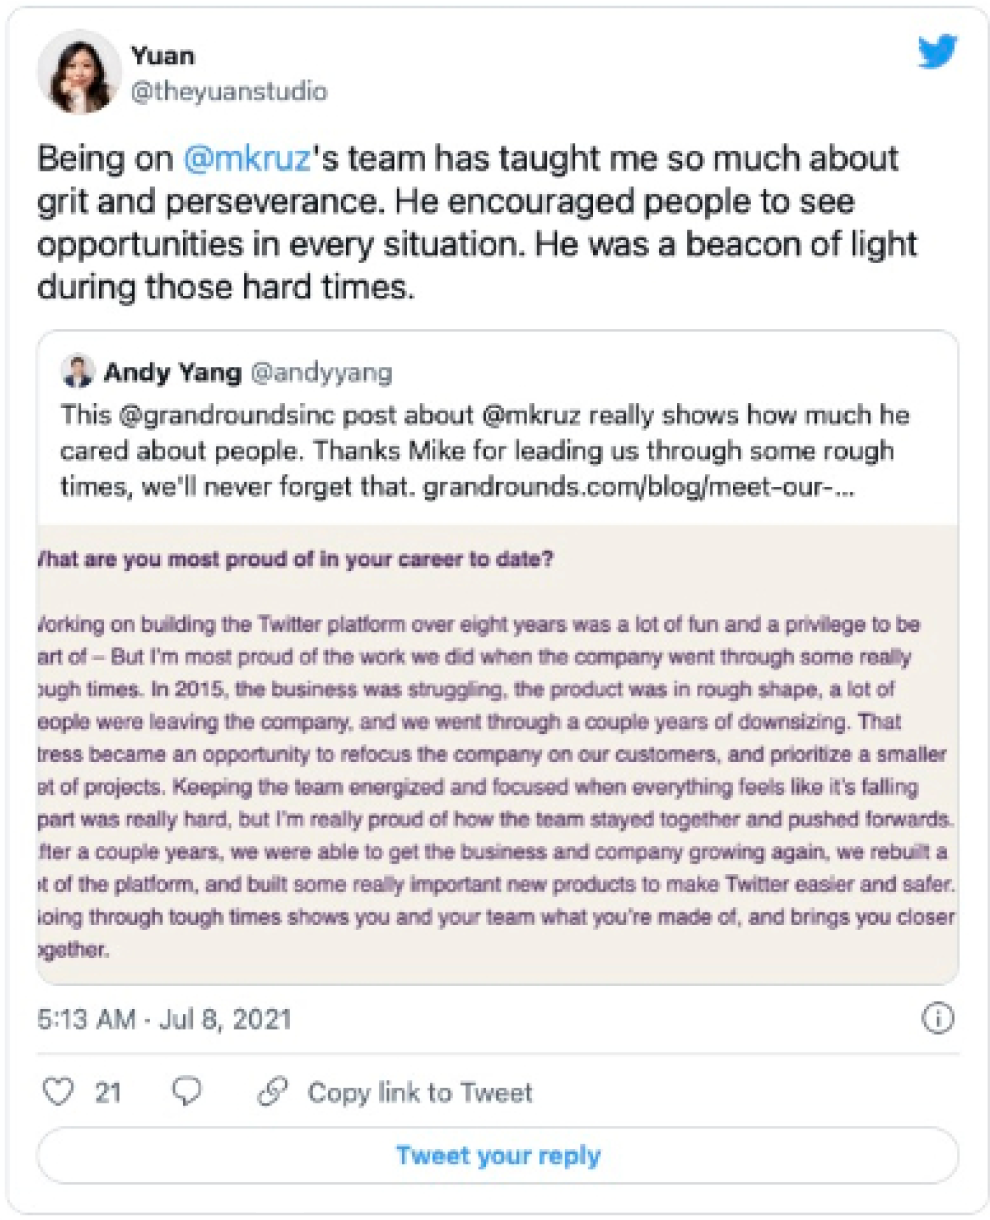 Yuan
@theyuanstudio
Being on @mkruz's team has taught me so much about
grit and perseverance. He encouraged people to see
opportunities in every situation. He was a beacon of light
during those hard times.
Andy Yang @andyyang
This @grandroundsinc post about @mkruz really shows how much he
cared about people. Thanks Mike for leading us through some rough
times, we'll never forget that. grandrounds.com/blog/meet-our-...
hat are you most proud of in your career to date?
orking on building the Twitter platform over eight years was a lot of fun and a privilege to be
art of – But I'm most proud of the work we did when the company went through some really
ough times. In 2015, the business was struggling, the product was in rough shape, a lot of
eople were leaving the company, and we went through a couple years of downsizing. That
tress became an opportunity to refocus the company on our customers, and prioritize a smaller
et of projects. Keeping the team energized and focused when everything feels like it's falling
part was really hard, but I'm really proud of how the team stayed together and pushed forwards.
fter a couple years, we were able to get the business and company growing again, we rebuilt a
ot of the platform, and built some really important new products to make Twitter easier and safer.
oing through tough times shows you and your team what you're made of, and brings you closer
ogether.
5:13 AM · Jul 8, 2021
21
Copy link to Tweet
Tweet your reply